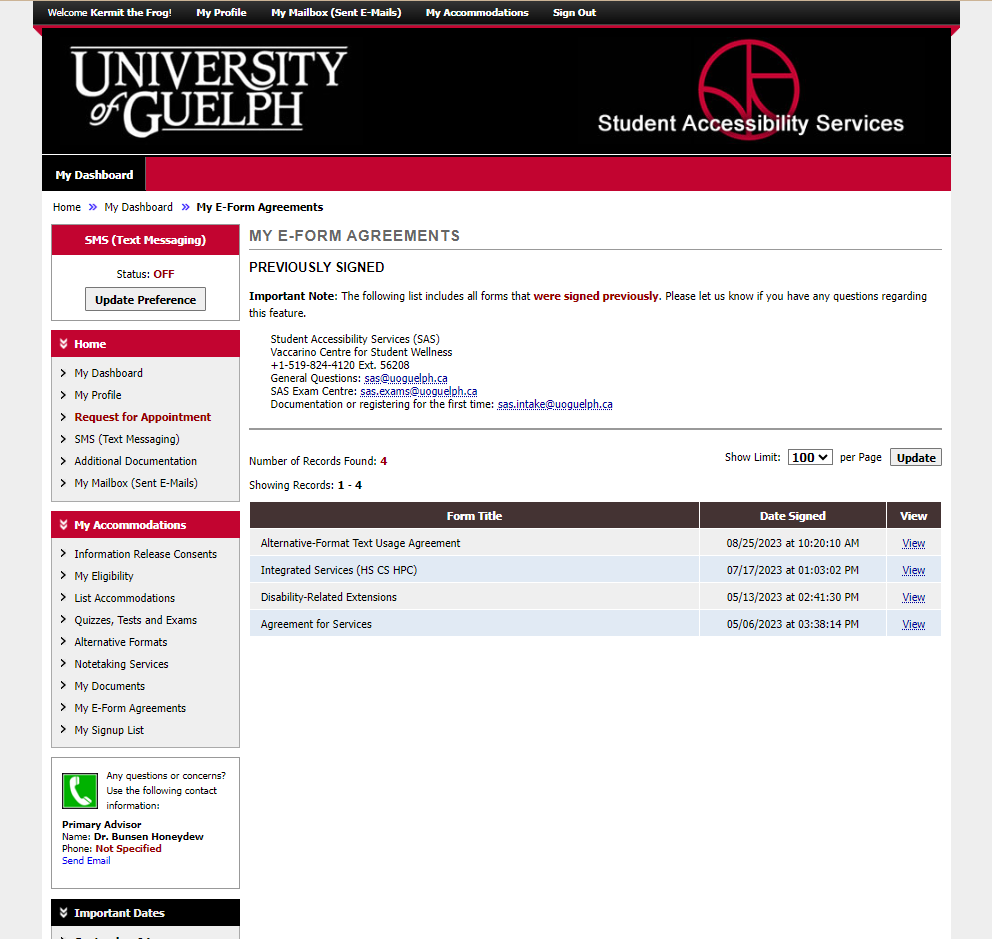 Welcome Kermit the Frog! My Profile My Mailbox (Sent E-Mails) My Accommodations Sign Out
UNIVERSITY
of GUELPH
Student Accessibility Services
My Dashboard
Home » My Dashboard » My E-Form Agreements
SMS (Text Messaging)
Status: OFF
Update Preference
Home
My Dashboard
My Profile
Request for Appointment
SMS (Text Messaging)
Additional Documentation
My Mailbox (Sent E-Mails)
My Accommodations
Information Release Consents
My Eligibility
List Accommodations
Quizzes, Tests and Exams
Alternative Formats
Notetaking Services
My Documents
My E-Form Agreements
My Signup List
Any questions or concerns?
Use the following contact
information:
Primary Advisor
Name: Dr. Bunsen Honeydew
Phone: Not Specified
Send Email
Important Dates
MY E-FORM AGREEMENTS
PREVIOUSLY SIGNED
Important Note: The following list includes all forms that were signed previously. Please let us know if you have any questions regarding
this feature.
Student Accessibility Services (SAS)
Vaccarino Centre for Student Wellness
+1-519-824-4120 Ext. 56208
General Questions: sas@uoguelph.ca
SAS Exam Centre: sas.exams@uoguelph.ca
Documentation or registering for the first time: sas.intake@uoguelph.ca
Number of Records Found: 4
Show Limit: 100 per Page Update
Showing Records: 1 - 4
Form Title Date Signed View
Alternative-Format Text Usage Agreement 08/25/2023 at 10:20:10 AM View
Integrated Services (HS CS HPC) 07/17/2023 at 01:03:02 PM View
Disability-Related Extensions 05/13/2023 at 02:41:30 PM View
Agreement for Services 05/06/2023 at 03:38:14 PM View